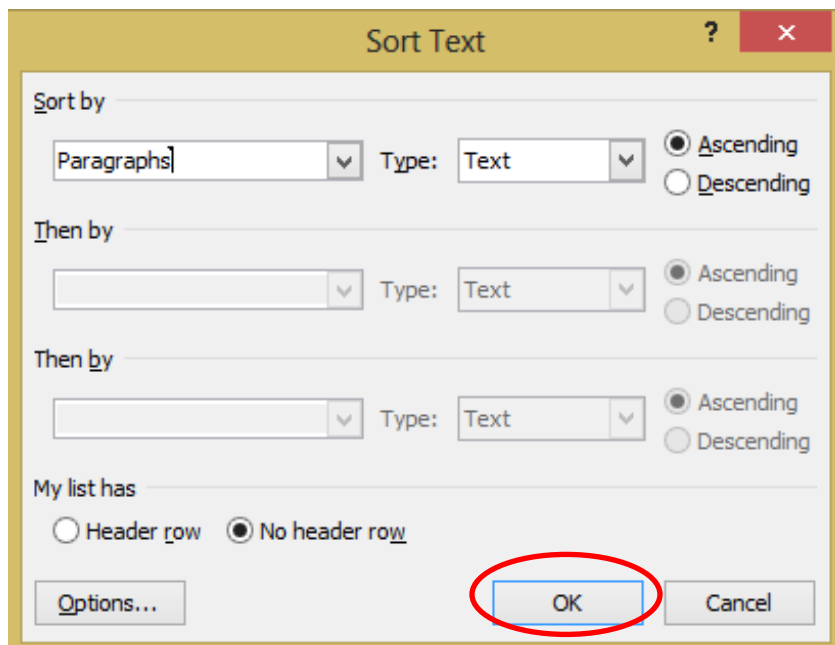 Sort Text ? ×
Sort by
Paragraphs Type: Text Ascending
Descending
Then by
Type: Text Ascending
Descending
Then by
Type: Text Ascending
Descending
My list has
Header row No header row
Options... OK Cancel